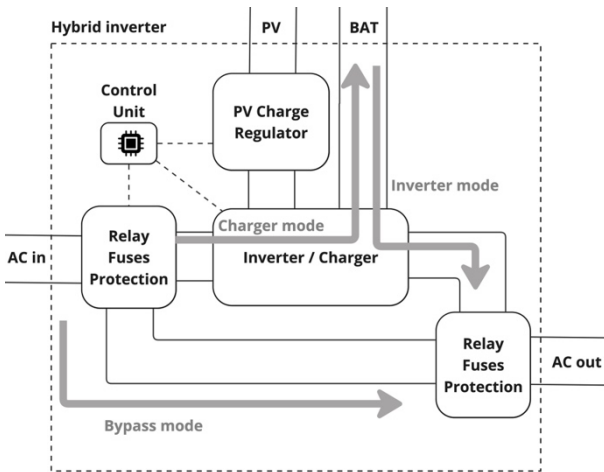 Hybrid inverter
PV
BAT
Control
Unit
PV Charge
Regulator
Inverter mode
Charger mode
AC in
Relay
Fuses
Protection
Inverter / Charger
Relay
Fuses
Protection
AC out
Bypass mode